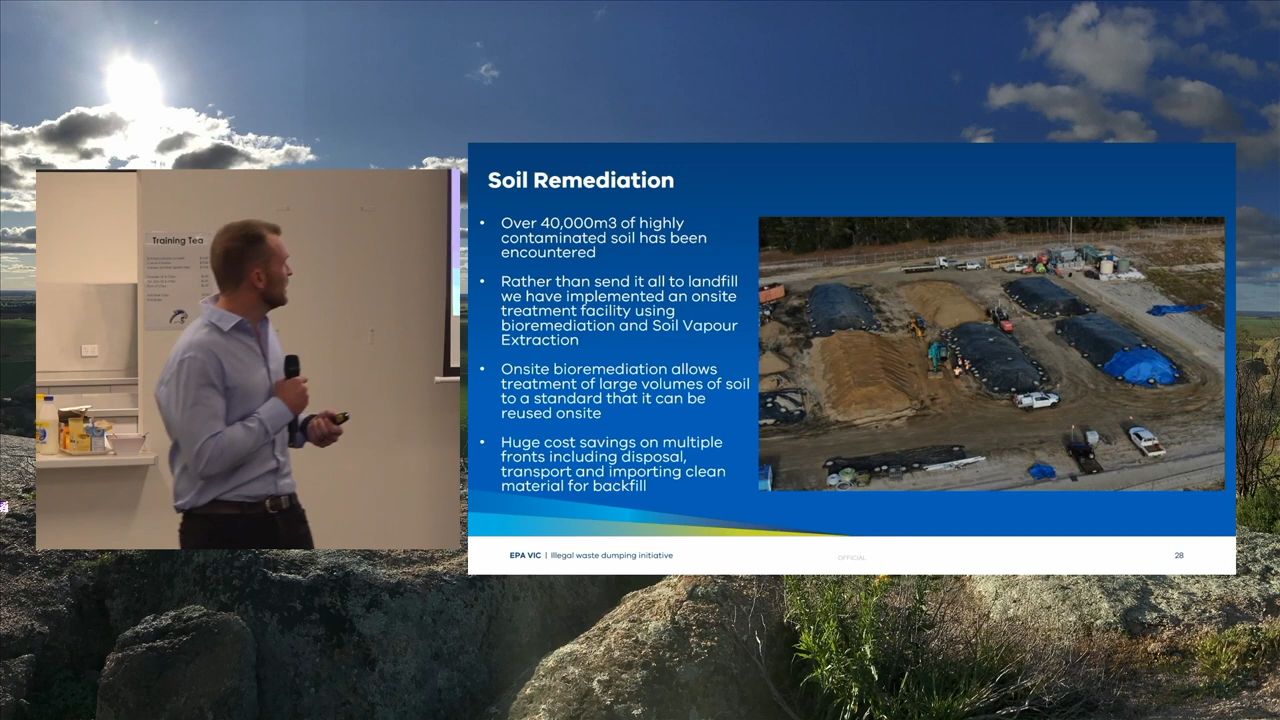 Training Tea
Soil Remediation
• Over 40,000m3 of highly
contaminated soil has been
encountered
• Rather than send it all to landfill
we have implemented an onsite
treatment facility using
bioremediation and Soil Vapour
Extraction
• Onsite bioremediation allows
treatment of large volumes of soil
to a standard that it can be
reused onsite
• Huge cost savings on multiple
fronts including disposal,
transport and importing clean
material for backfill
EPA VIC | Illegal waste dumping initiative
OFFICIAL
28